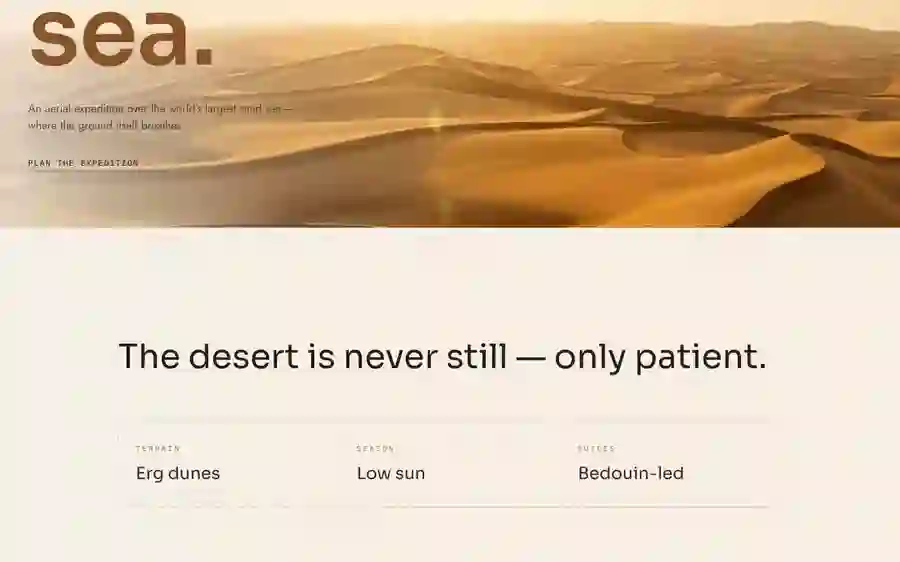 sea.
An aerial expedition over the world's largest sand sea—
where the ground itself breathes.
PLAN THE EXPEDITION
The desert is never still — only patient.
TERRAIN
SEASON
GUIDES
Erg dunes
Low sun
Bedouin-led